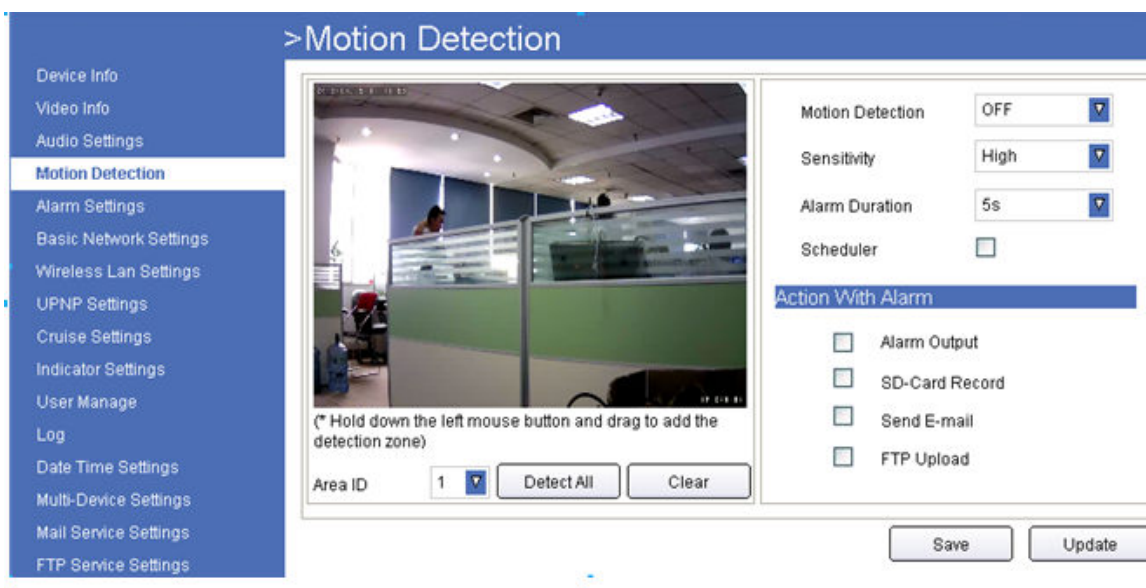 >Motion Detection
Device Info
Video Info
Audio Settings
Motion Detection
Alarm Settings
Basic Network Settings
Wireless Lan Settings
UPNP Settings
Cruise Settings
Indicator Settings
User Manage
Log
Date Time Settings
Multi-Device Settings
Mail Service Settings
FTP Service Settings
(* Hold down the left mouse button and drag to add the
detection zone)
Area ID 1 Detect All Clear
Motion Detection OFF
Sensitivity High
Alarm Duration 5s
Scheduler
Action With Alarm
Alarm Output
SD-Card Record
Send E-mail
FTP Upload
Save Update